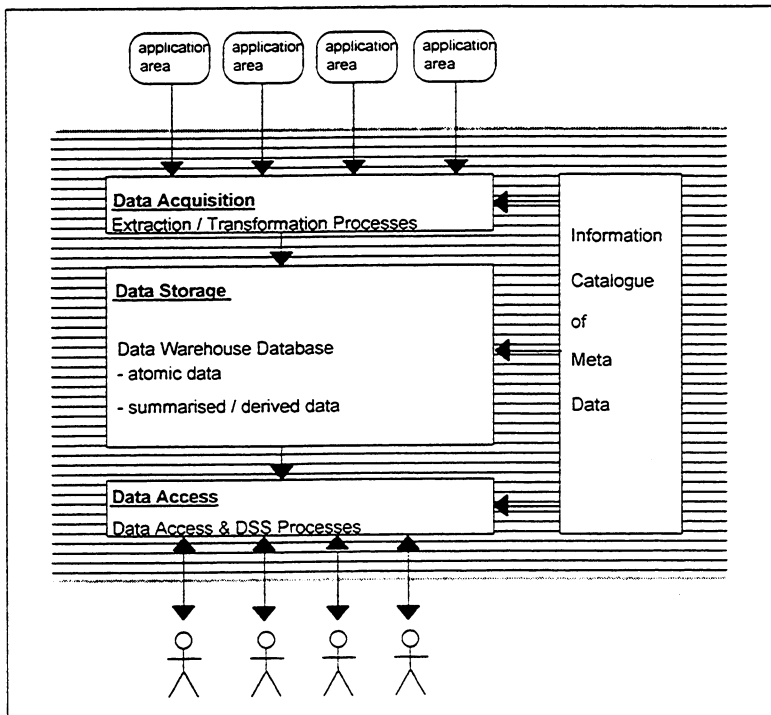 application
area
application
area
application
area
application
area
Data Acquisition
Extraction / Transformation Processes
Data Storage
Data Warehouse Database
- atomic data
- summarised / derived data
Data Access
Data Access & DSS Processes
Information
Catalogue
of
Meta
Data